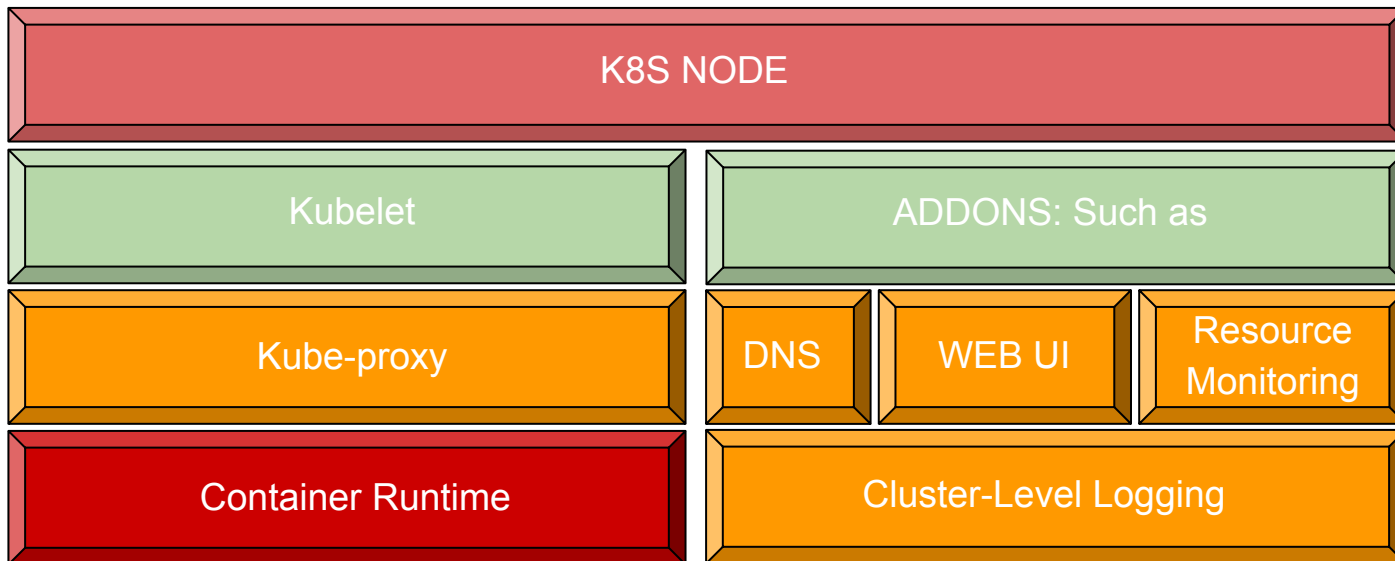 K8S NODE
Kubelet
ADDONS: Such as
Kube-proxy
DNS
WEB UI
Resource
Monitoring
Container Runtime
Cluster-Level Logging